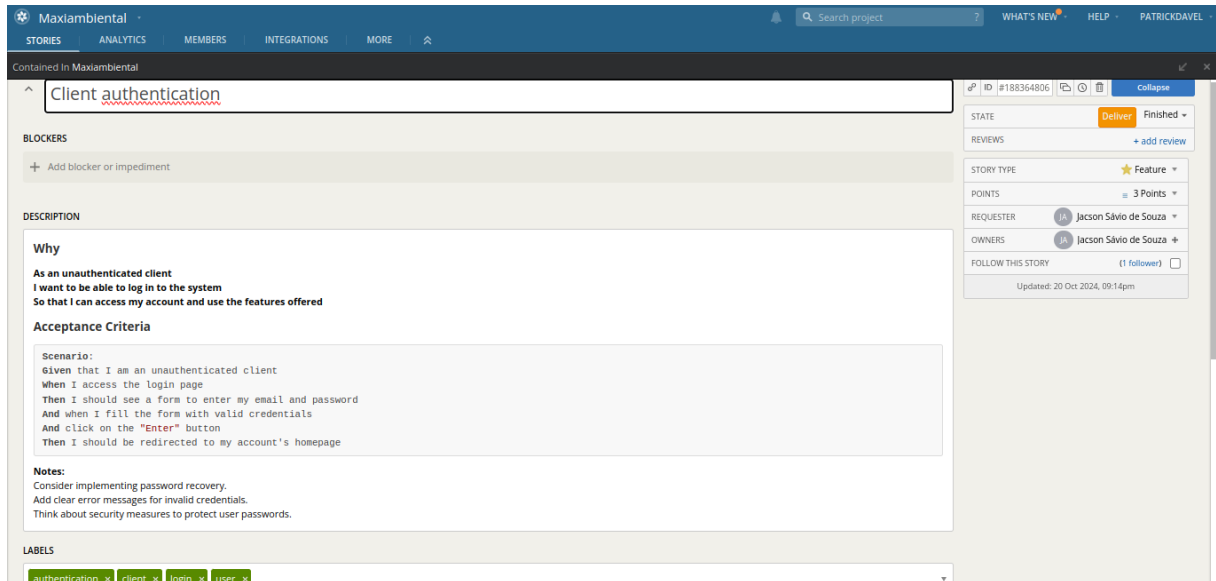 Maxiambiental
Search project
?
WHAT'S NEW
HELP
PATRICKDAVEL
STORIES
ANALYTICS
MEMBERS
INTEGRATIONS
MORE
Contained In Maxiambiental
Client authentication
ID #188364806
Collapse
STATE Deliver Finished
REVIEWS + add review
BLOCKERS
+ Add blocker or impediment
STORY TYPE Feature
POINTS 3 Points
REQUESTER JA Jacson Sávio de Souza
OWNERS JA Jacson Sávio de Souza +
FOLLOW THIS STORY (1 follower)
Updated: 20 Oct 2024, 09:14pm
DESCRIPTION
Why
As an unauthenticated client
I want to be able to log in to the system
So that I can access my account and use the features offered
Acceptance Criteria
Scenario:
Given that I am an unauthenticated client
When I access the login page
Then I should see a form to enter my email and password
And when I fill the form with valid credentials
And click on the "Enter" button
Then I should be redirected to my account's homepage
Notes:
Consider implementing password recovery.
Add clear error messages for invalid credentials.
Think about security measures to protect user passwords.
LABELS
authentication × client × login × user ×